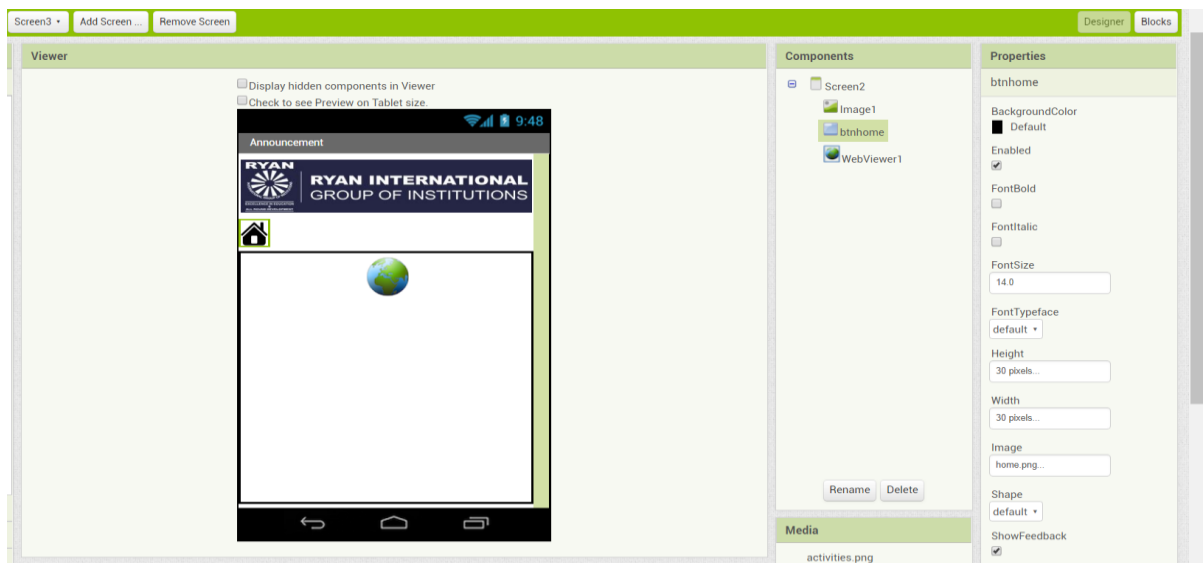 Screen3 Add Screen ... Remove Screen Designer Blocks
Viewer
Display hidden components in Viewer
Check to see Preview on Tablet size.
9:48
Announcement
RYAN
RYAN INTERNATIONAL
GROUP OF INSTITUTIONS
Components
Screen2
Image1
btnhome
WebViewer1
Rename Delete
Media
activities.png
Properties
btnhome
BackgroundColor
Default
Enabled
FontBold
FontItalic
FontSize
14.0
FontTypeface
default
Height
30 pixels...
Width
30 pixels...
Image
home.png...
Shape
default
ShowFeedback